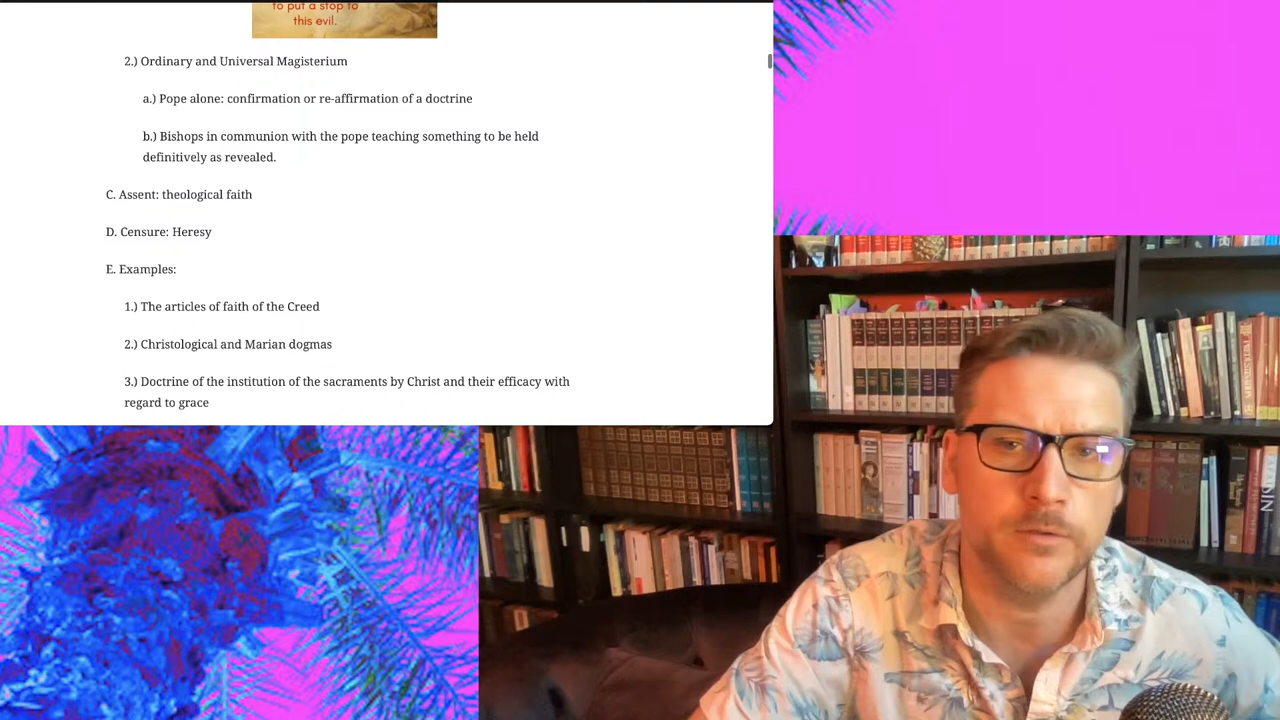 to put a stop to
this evil.
2.) Ordinary and Universal Magisterium
a.) Pope alone: confirmation or re-affirmation of a doctrine
b.) Bishops in communion with the pope teaching something to be held
definitively as revealed.
C. Assent: theological faith
D. Censure: Heresy
E. Examples:
1.) The articles of faith of the Creed
2.) Christological and Marian dogmas
3.) Doctrine of the institution of the sacraments by Christ and their efficacy with
regard to grace